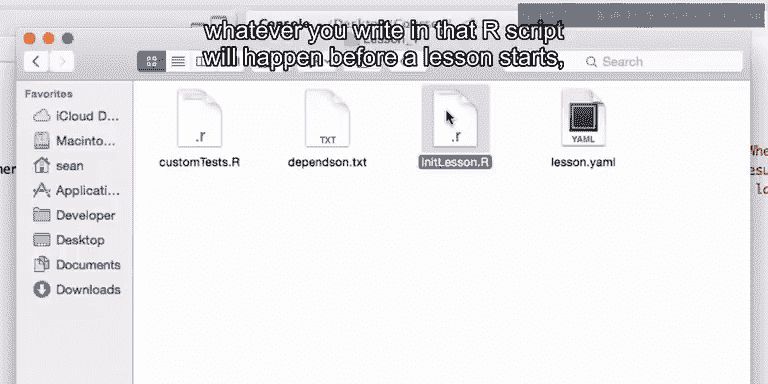 Console
whatever you write in that R script
will happen before a lesson starts,
Search
Favorites
iCloud D...
Macinto...
sean
Applicati...
Developer
Desktop
Documents
Downloads
.r
customTests.R
TXT
dependson.txt
.r
initLesson.R
YAML
lesson.yaml